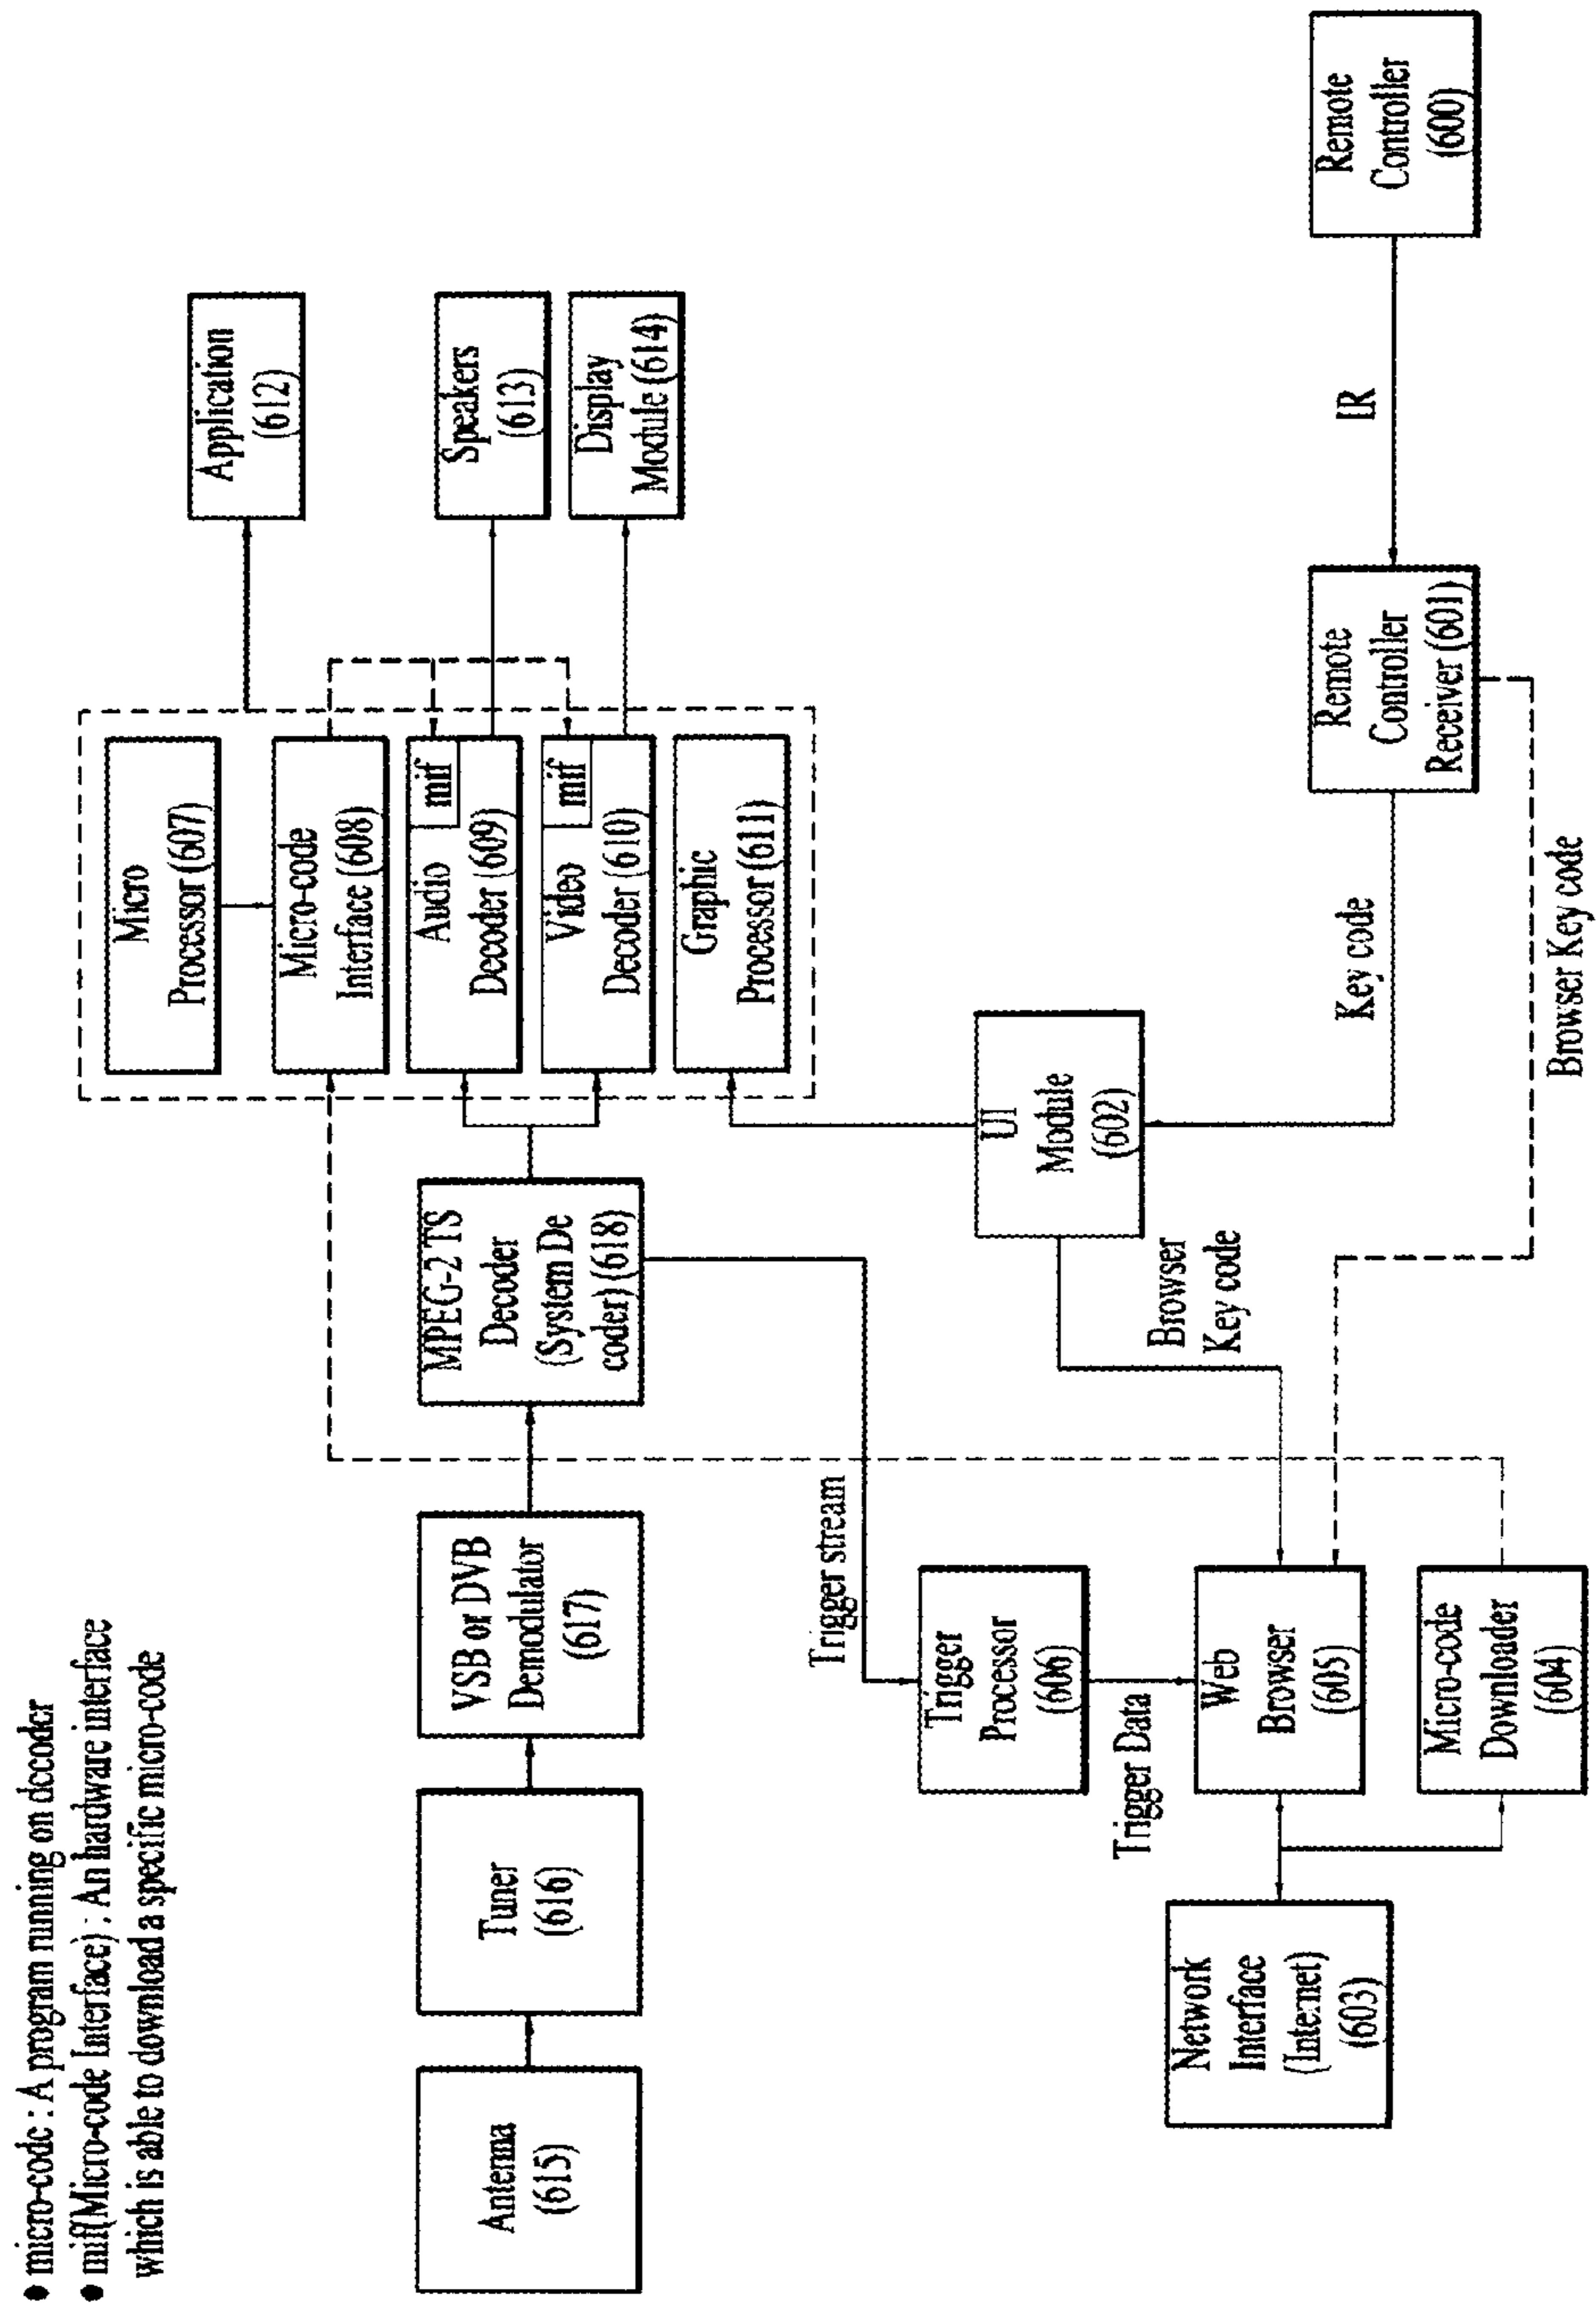 ● micro-code : A program running on decoder
● mif(Micro-code Interface) : An hardware interface
which is able to download a specific micro-code
Micro
Processor (607)
Application
(612)
Micro-code
Interface (608)
Audio
Decoder (609)
mif
Speakers
(613)
Video
Decoder (610)
mif
Display
Module (614)
Graphic
Processor (611)
Antenna
(615)
Tuner
(616)
VSB or DVB
Demodulator
(617)
MPEG-2 TS
Decoder
(System De
coder) (618)
Trigger stream
Trigger
Processor
(606)
UI
Module
(602)
Trigger Data
Browser
Key code
Key code
IR
Network
Interface
(Internet)
(603)
Web
Browser
(605)
Remote
Controller
Receiver (601)
Remote
Controller
(600)
Micro-code
Downloader
(604)
Browser Key code